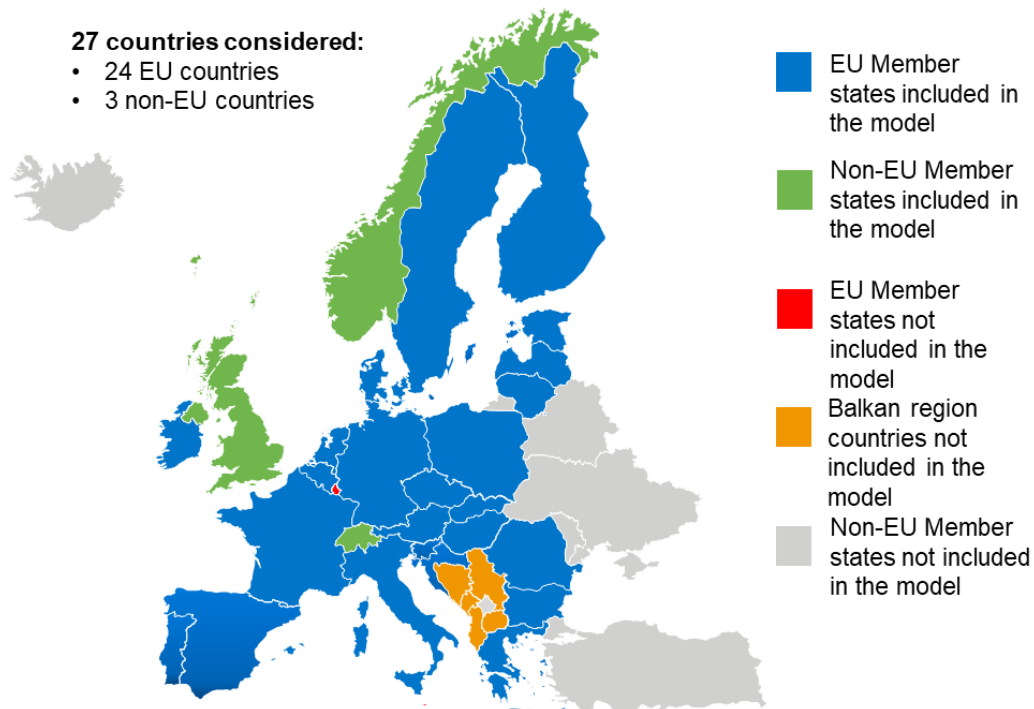 27 countries considered:
• 24 EU countries
• 3 non-EU countries
EU Member
states included in
the model
Non-EU Member
states included in
the model
EU Member
states not
included in the
model
Balkan region
countries not
included in the
model
Non-EU Member
states not included
in the model